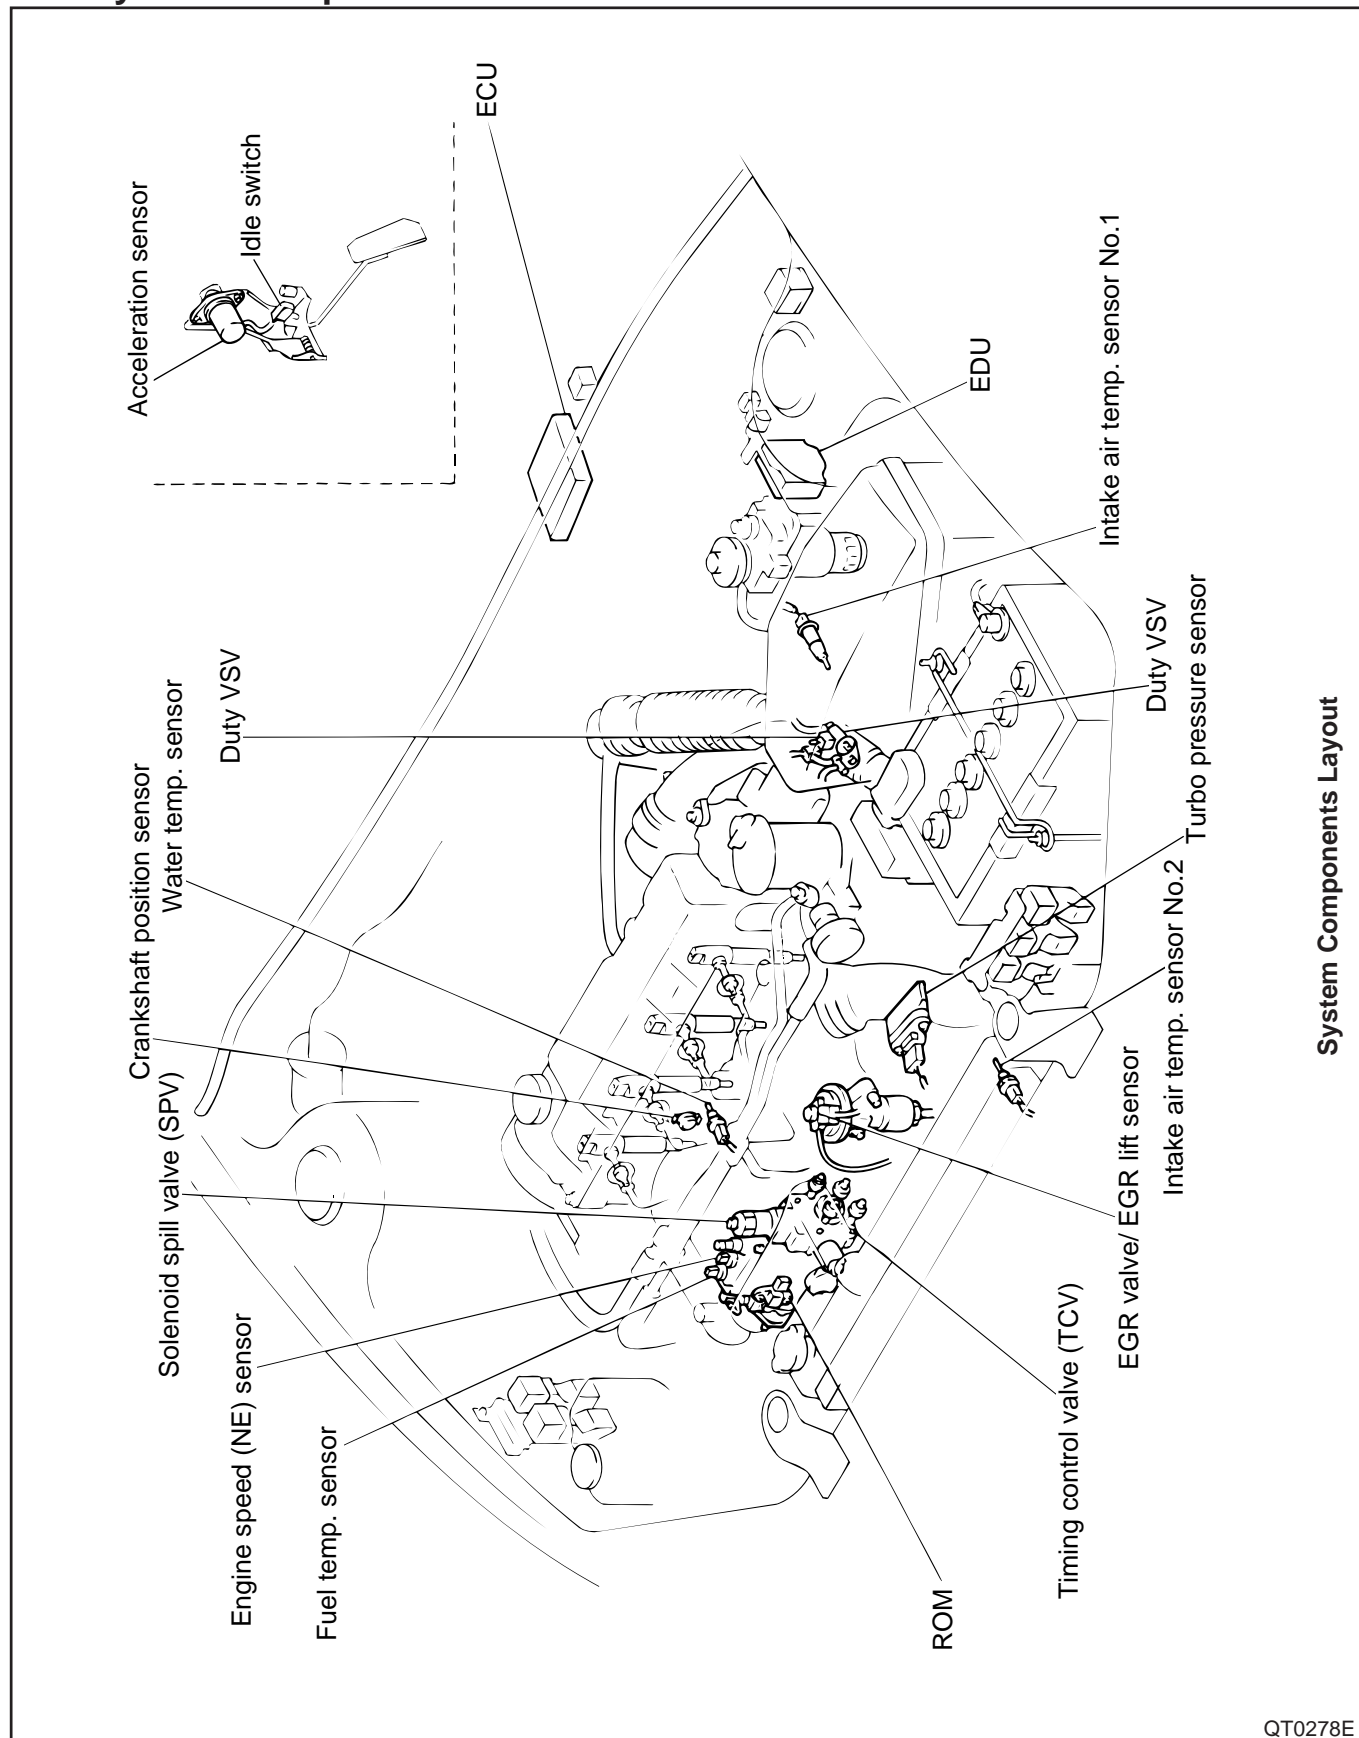 Acceleration sensor
Idle switch
ECU
Duty VSV
Water temp. sensor
Crankshaft position sensor
Solenoid spill valve (SPV)
Engine speed (NE) sensor
Fuel temp. sensor
EDU
Intake air temp. sensor No.1
Duty VSV
Turbo pressure sensor
Intake air temp. sensor No.2
EGR valve/ EGR lift sensor
Timing control valve (TCV)
ROM
System Components Layout
QT0278E